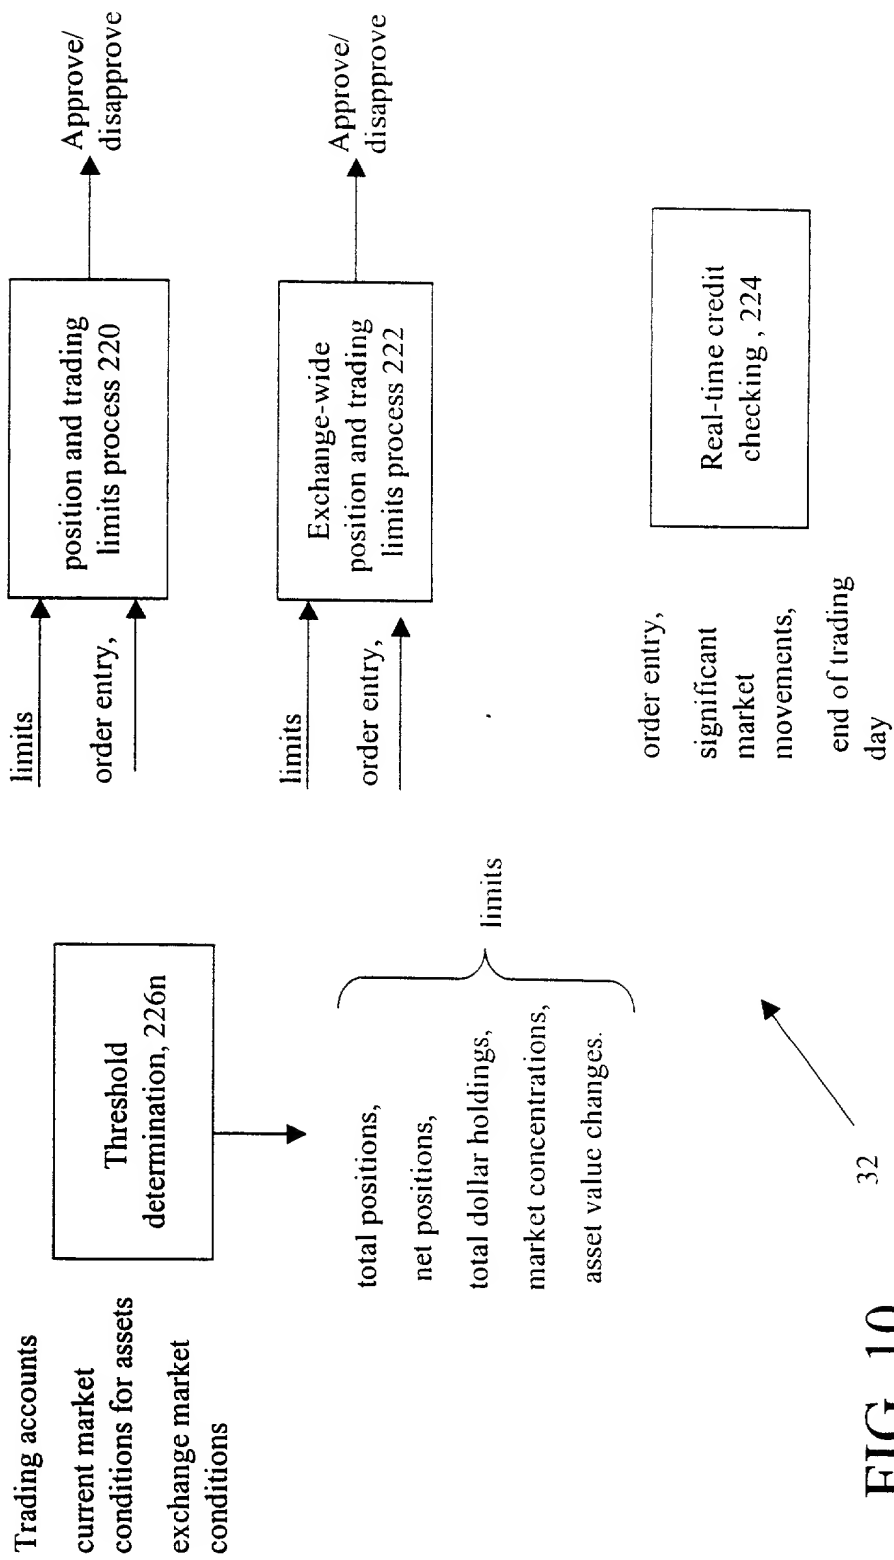 Trading accounts
current market
conditions for assets
exchange market
conditions
Threshold
determination, 226n
total positions,
net positions,
total dollar holdings,
market concentrations,
asset value changes.
limits
limits
order entry,
position and trading
limits process 220
Approve/
disapprove
limits
order entry,
Exchange-wide
position and trading
limits process 222
Approve/
disapprove
order entry,
significant
market
movements,
end of trading
day
Real-time credit
checking , 224
32
FIG. 10